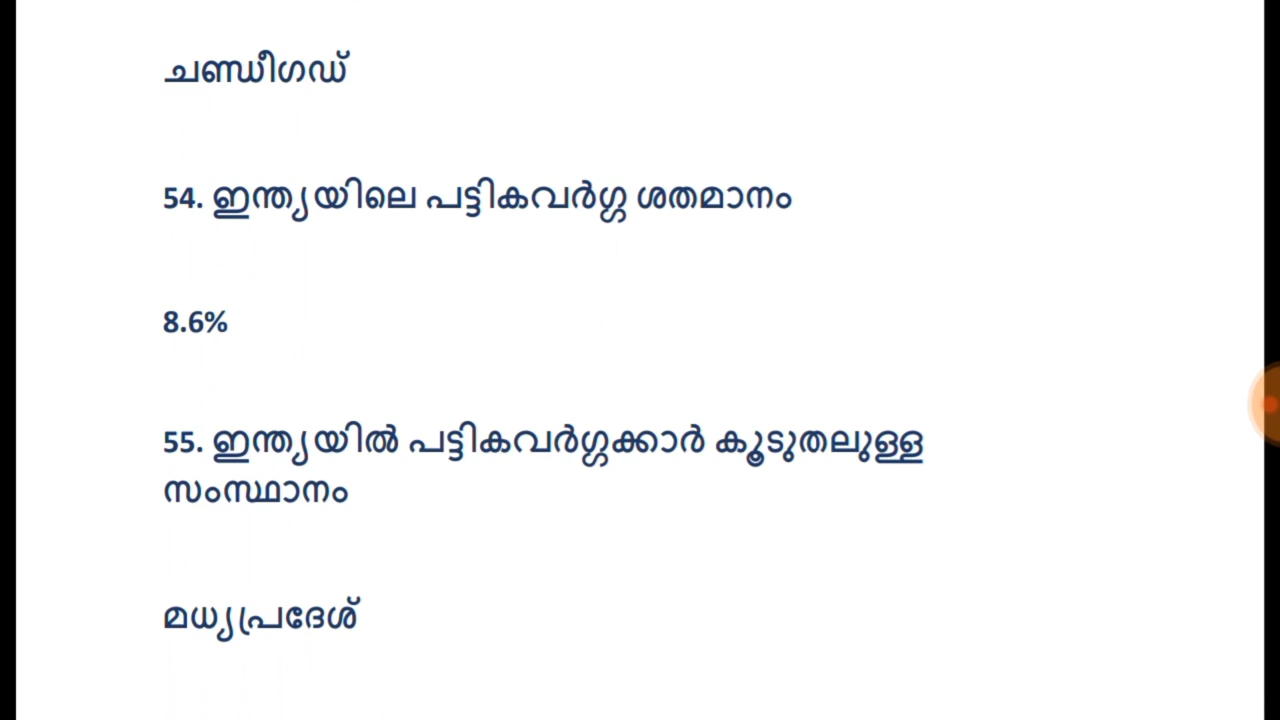 ചണ്ഡീഗഡ്
54. ഇന്ത്യയിലെ പട്ടികവർഗ്ഗ ശതമാനം
8.6%
55. ഇന്ത്യയിൽ പട്ടികവർഗ്ഗക്കാർ കൂടുതലുള്ള
സംസ്ഥാനം
മധ്യപ്രദേശ്